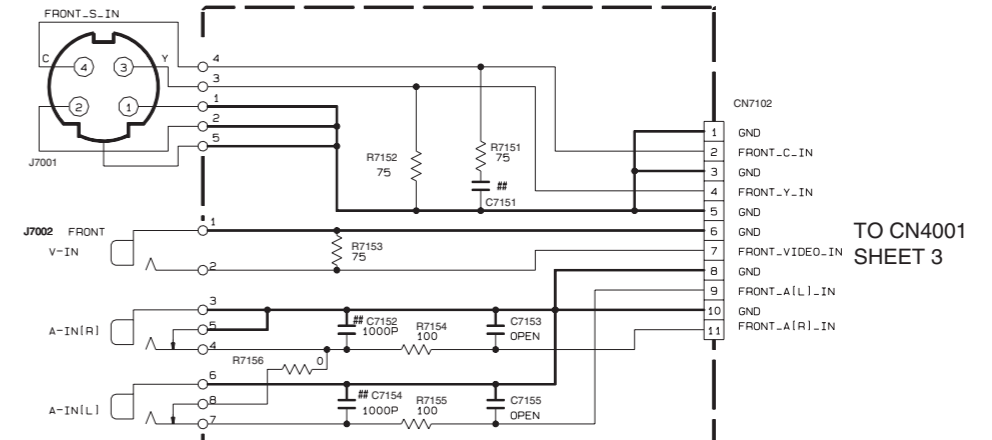 FRONT_S_IN
C
4
3
Y
2
1
J7001
4
3
1
2
5
R7152
75
R7151
75
##
C7151
CN7102
1 GND
2 FRONT_C_IN
3 GND
4 FRONT_Y_IN
5 GND
6 GND
7 FRONT_VIDEO_IN
8 GND
9 FRONT_A[L]_IN
10 GND
11 FRONT_A[R]_IN
TO CN4001
SHEET 3
J7002 FRONT
V-IN
1
2
R7153
75
A-IN[R]
3
5
4
## C7152
1000P
R7154
100
C7153
OPEN
R7156
0
A-IN[L]
6
8
7
## C7154
1000P
R7155
100
C7155
OPEN